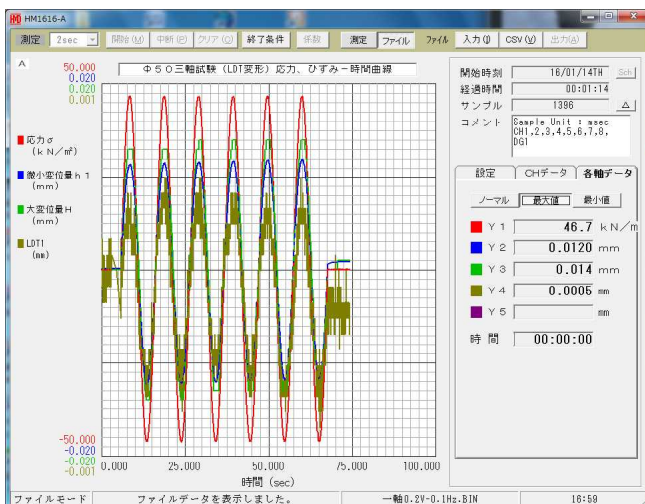 HM1616-A
測定 2sec 開始(M) 中断(P) クリア(Q) 終了条件 係数 測定 ファイル ファイル 入力(I) CSV(V) 出力(A)
A
Φ50三軸試験(LDT変形)応力、ひずみ-時間曲線
50.000
0.020
0.020
0.001
応力σ
(kN/㎡)
微小変位量h1
(mm)
大変位量H
(mm)
LDT1
(mm)
-50.000
-0.020
-0.020
-0.001
0.000 25.000 50.000 75.000 100.000
時間(sec)
開始時刻 16/01/14TH Sch
経過時間 00:01:14
サンプル 1396 △
コメント Sample Unit : msec
CH1,2,3,4,5,6,7,8,
DG1
設定 CHデータ 各軸データ
ノーマル 最大値 最小値
Y1 46.7 kN/m
Y2 0.0120 mm
Y3 0.014 mm
Y4 0.0005 mm
Y5 mm
時間 00:00:00
ファイルモード ファイルデータを表示しました。 一軸0.2V-0.1Hz.BIN 16:59